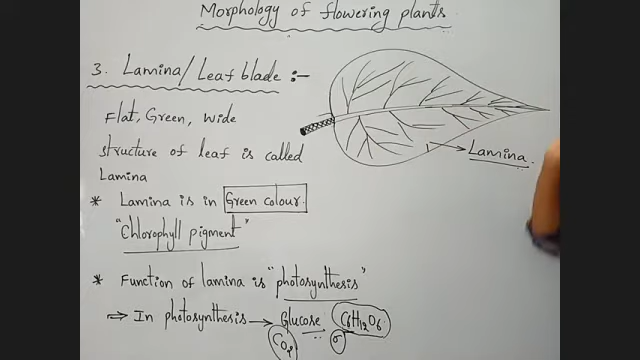 Morphology of flowering plants
3. Lamina/Leaf blade :-
Flat, Green, Wide
structure of leaf is called
Lamina
Lamina
* Lamina is in Green colour.
"Chlorophyll pigment"
* Function of lamina is "photosynthesis"
⇒ In photosynthesis → Glucose C6H12O6
CO2